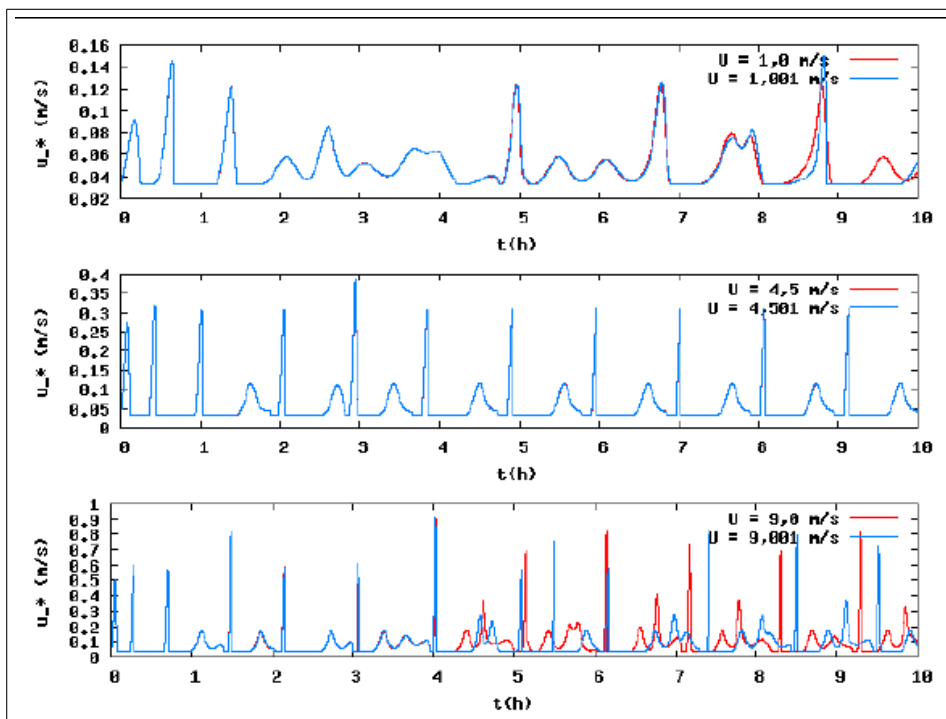 0.16
0.14
0.12
0.1
0.08
0.06
0.04
0.02
u_* (m/s)
U = 1,0 m/s
U = 1,001 m/s
0 1 2 3 4 5 6 7 8 9 10
t(h)
0.4
0.35
0.3
0.25
0.2
0.15
0.1
0.05
0
u_* (m/s)
U = 4,5 m/s
U = 4,501 m/s
0 1 2 3 4 5 6 7 8 9 10
t(h)
1
0.9
0.8
0.7
0.6
0.5
0.4
0.3
0.2
0.1
0
u_* (m/s)
U = 9,0 m/s
U = 9,001 m/s
0 1 2 3 4 5 6 7 8 9 10
t(h)